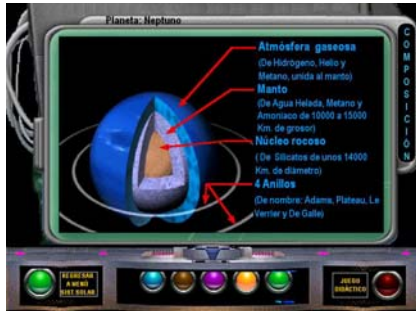 Planeta: Neptuno
Atmósfera gaseosa
(De Hidrógeno, Helio y
Metano, unida al manto)
Manto
(De Agua Helada, Metano y
Amoniaco de 10000 a 15000
Km. de grosor)
Núcleo rocoso
( De Silicatos de unos 14000
Km. de diámetro)
4 Anillos
(De nombre: Adams, Plateau, Le
Verrier y De Galle)
COMPOSICIÓN
REGRESAR
A MENÚ
SIST.SOLAR
JUEGO
DIDÁCTICO